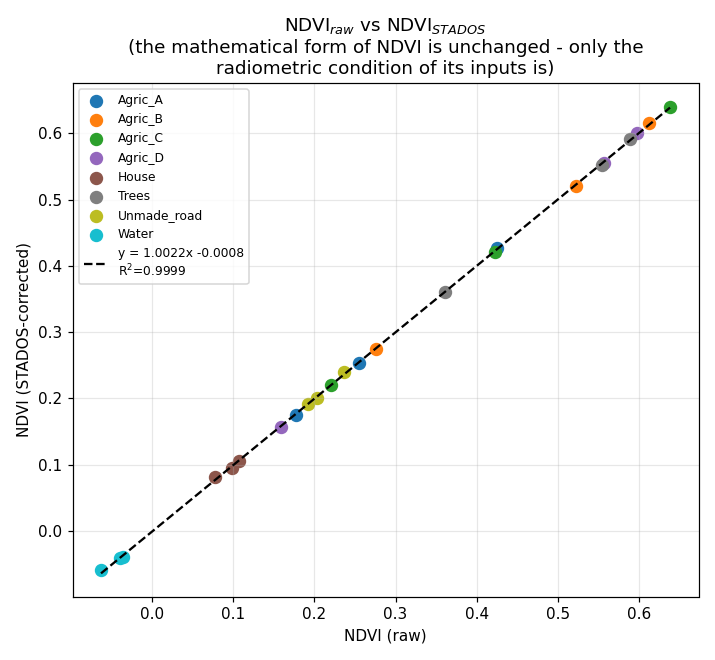 NDVI_raw vs NDVI_STADOS
(the mathematical form of NDVI is unchanged - only the
radiometric condition of its inputs is)
Agric_A
Agric_B
Agric_C
Agric_D
House
Trees
Unmade_road
Water
y = 1.0022x -0.0008
R²=0.9999
NDVI (STADOS-corrected)
0.6
0.5
0.4
0.3
0.2
0.1
0.0
0.0 0.1 0.2 0.3 0.4 0.5 0.6
NDVI (raw)